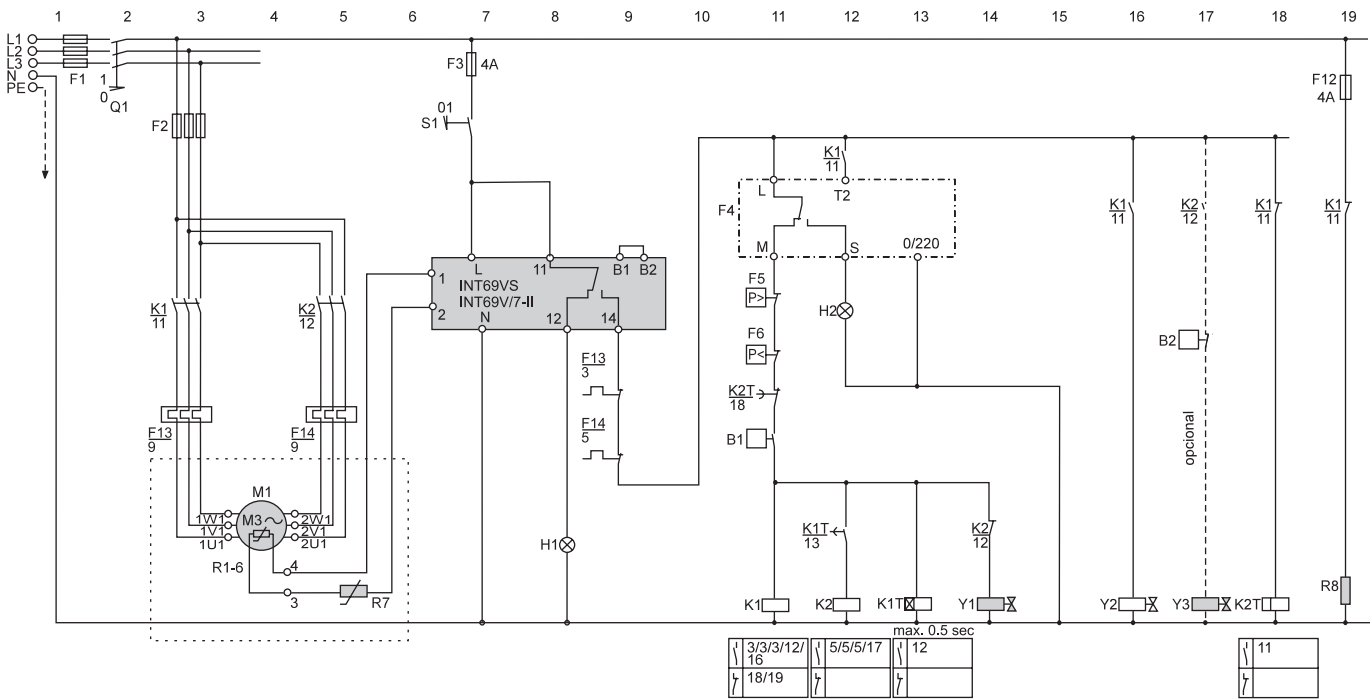 1 2 3 4 5 6 7 8 9 10 11 12 13 14 15 16 17 18 19
L1
L2
L3
N
PE
F1
1
0
Q1
F2
F3 4A
01
S1
F12
4A
K1
11
T2
L
F4
M
S
0/220
K1
11
K2
12
K1
11
K1
11
1
2
L
INT69VS
INT69V/7-II
N
11
12
14
B1 B2
K1
11
K2
12
F5
P>
H2
F6
P<
B2
F13
3
F14
5
K2T
18
B1
opcional
F13
9
F14
9
M1
M3
1W1
1V1
1U1
2W1
2V1
2U1
R1-6
4
3
R7
H1
K1T
13
K2
12
K1
K2
K1T
Y1
Y2
Y3
K2T
R8
max. 0.5 sec
3/3/3/12/
16
18/19
5/5/5/17
12
11